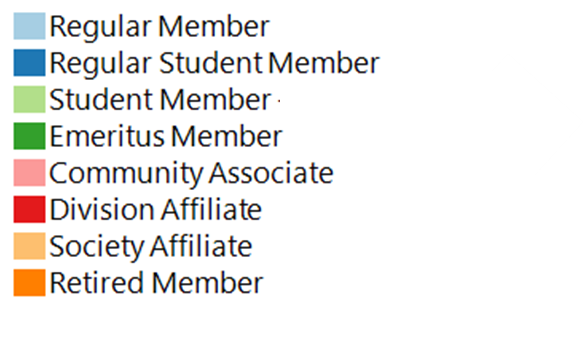 Regular Member
Regular Student Member
Student Member
Emeritus Member
Community Associate
Division Affiliate
Society Affiliate
Retired Member